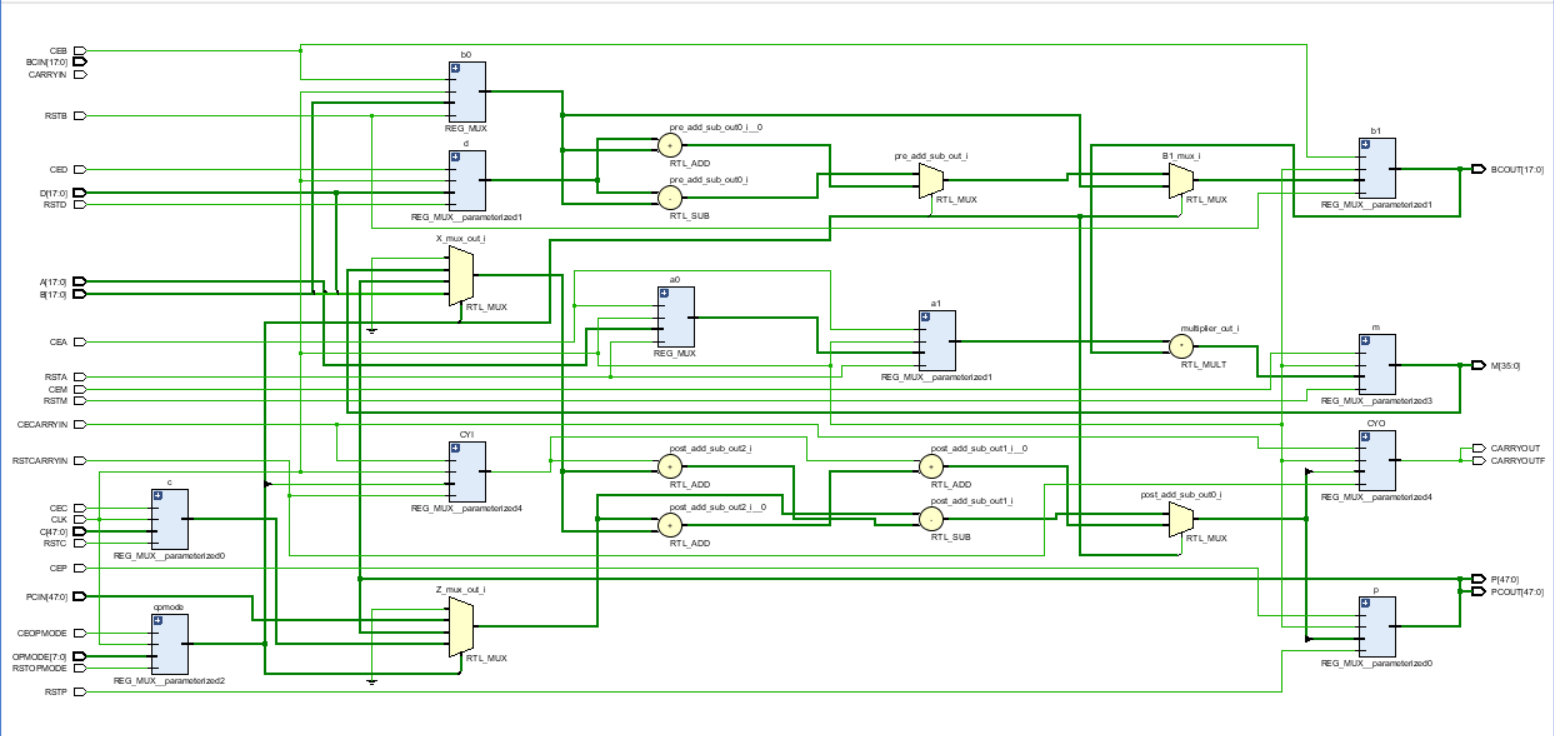 CEB
BCIN[17:0]
CARRYIN
RSTB
CED
D[17:0]
RSTD
A[17:0]
B[17:0]
CEA
RSTA
CEM
RSTM
CECARRYIN
RSTCARRYIN
CEC
CLK
C[47:0]
RSTC
CEP
PCIN[47:0]
CEOPMODE
OPMODE[7:0]
RSTOPMODE
RSTP
c
REG_MUX__parameterized0
opmode
REG_MUX__parameterized2
b0
REG_MUX
d
REG_MUX__parameterized1
X_mux_out_i
RTL_MUX
CYI
REG_MUX__parameterized4
Z_mux_out_i
RTL_MUX
pre_add_sub_out0_i__0
RTL_ADD
pre_add_sub_out0_i
RTL_SUB
a0
REG_MUX
post_add_sub_out2_i
RTL_ADD
post_add_sub_out2_i__0
RTL_ADD
pre_add_sub_out_i
RTL_MUX
a1
REG_MUX__parameterized1
post_add_sub_out1_i__0
RTL_ADD
post_add_sub_out1_i
RTL_SUB
B1_mux_i
RTL_MUX
multiplier_out_i
RTL_MULT
post_add_sub_out0_i
RTL_MUX
b1
REG_MUX__parameterized1
m
REG_MUX__parameterized3
CYO
REG_MUX__parameterized4
p
REG_MUX__parameterized0
BCOUT[17:0]
M[35:0]
CARRYOUT
CARRYOUTF
P[47:0]
PCOUT[47:0]